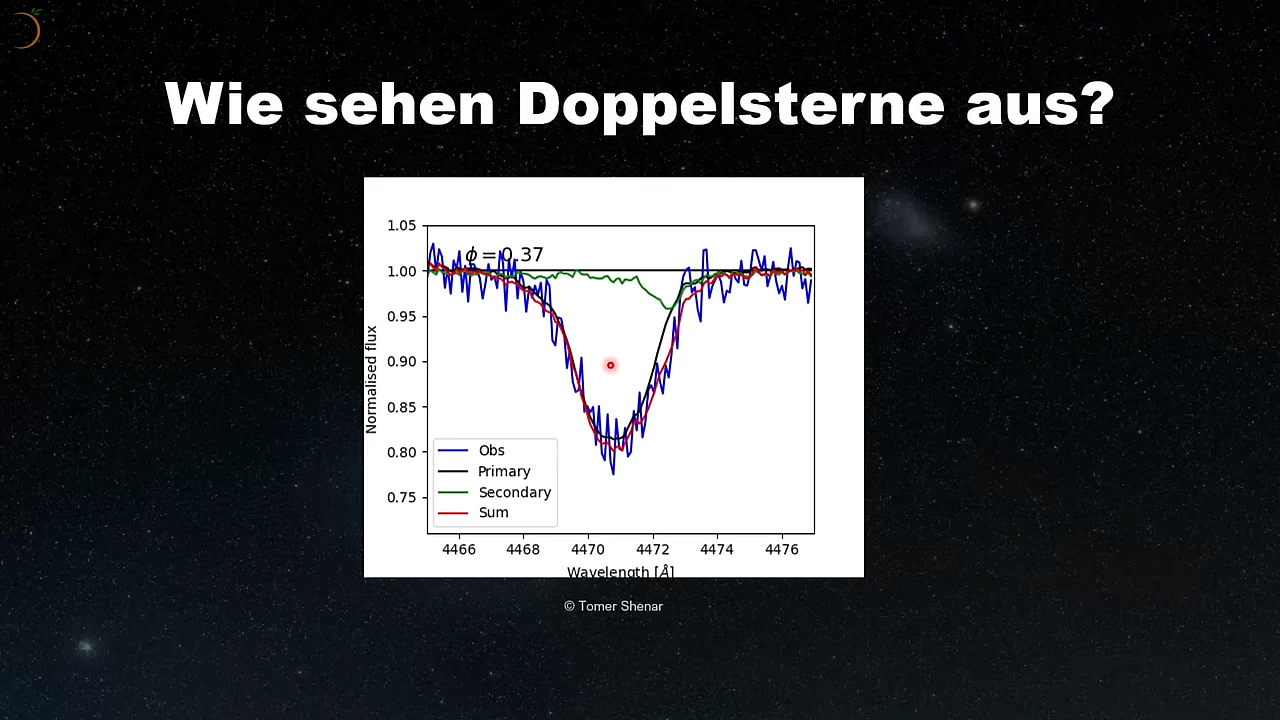 Wie sehen Doppelsterne aus?
ϕ = 0.37
1.05
1.00
0.95
0.90
0.85
0.80
0.75
Normalised flux
Obs
Primary
Secondary
Sum
4466 4468 4470 4472 4474 4476
Wavelength [Å]
© Tomer Shenar